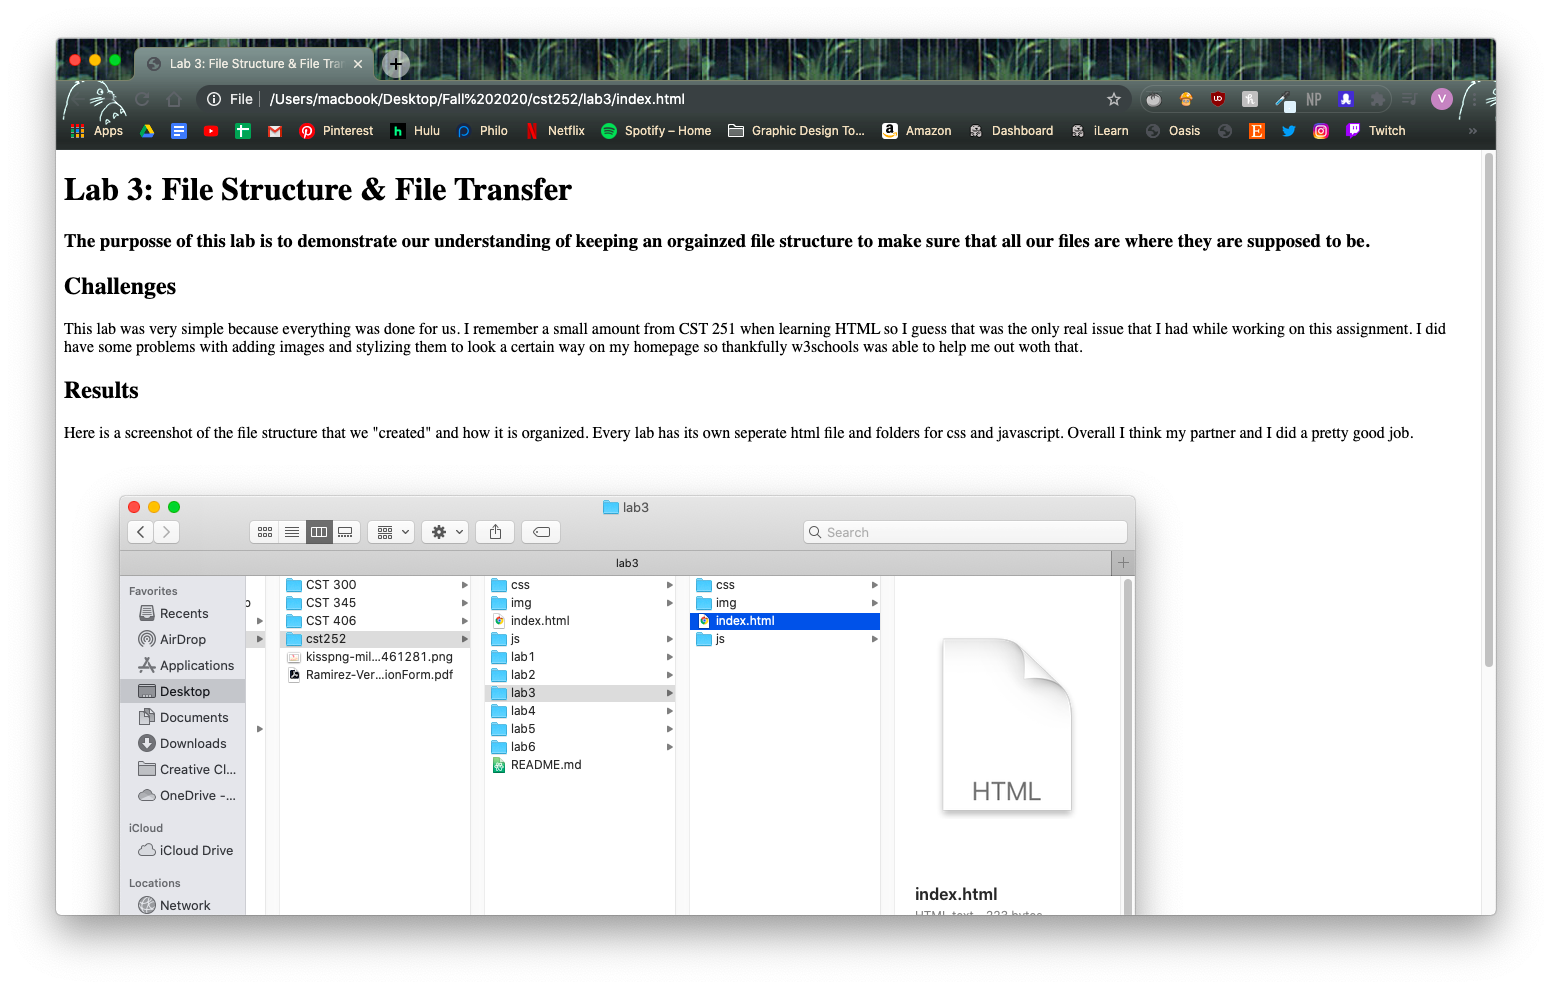 Lab 3: File Structure & File Tran
File /Users/macbook/Desktop/Fall%202020/cst252/lab3/index.html
NP
V
Apps Pinterest Hulu Philo Netflix Spotify – Home Graphic Design To... Amazon Dashboard iLearn Oasis Twitch
Lab 3: File Structure & File Transfer
The purposse of this lab is to demonstrate our understanding of keeping an orgainzed file structure to make sure that all our files are where they are supposed to be.
Challenges
This lab was very simple because everything was done for us. I remember a small amount from CST 251 when learning HTML so I guess that was the only real issue that I had while working on this assignment. I did
have some problems with adding images and stylizing them to look a certain way on my homepage so thankfully w3schools was able to help me out woth that.
Results
Here is a screenshot of the file structure that we "created" and how it is organized. Every lab has its own seperate html file and folders for css and javascript. Overall I think my partner and I did a pretty good job.
lab3
Search
lab3
Favorites
Recents
AirDrop
Applications
Desktop
Documents
Downloads
Creative Cl...
OneDrive -...
iCloud
iCloud Drive
Locations
Network
CST 300
CST 345
CST 406
cst252
kisspng-mil...461281.png
Ramirez-Ver...ionForm.pdf
css
img
index.html
js
lab1
lab2
lab3
lab4
lab5
lab6
README.md
css
img
index.html
js
HTML
index.html
HTML text - 223 bytes